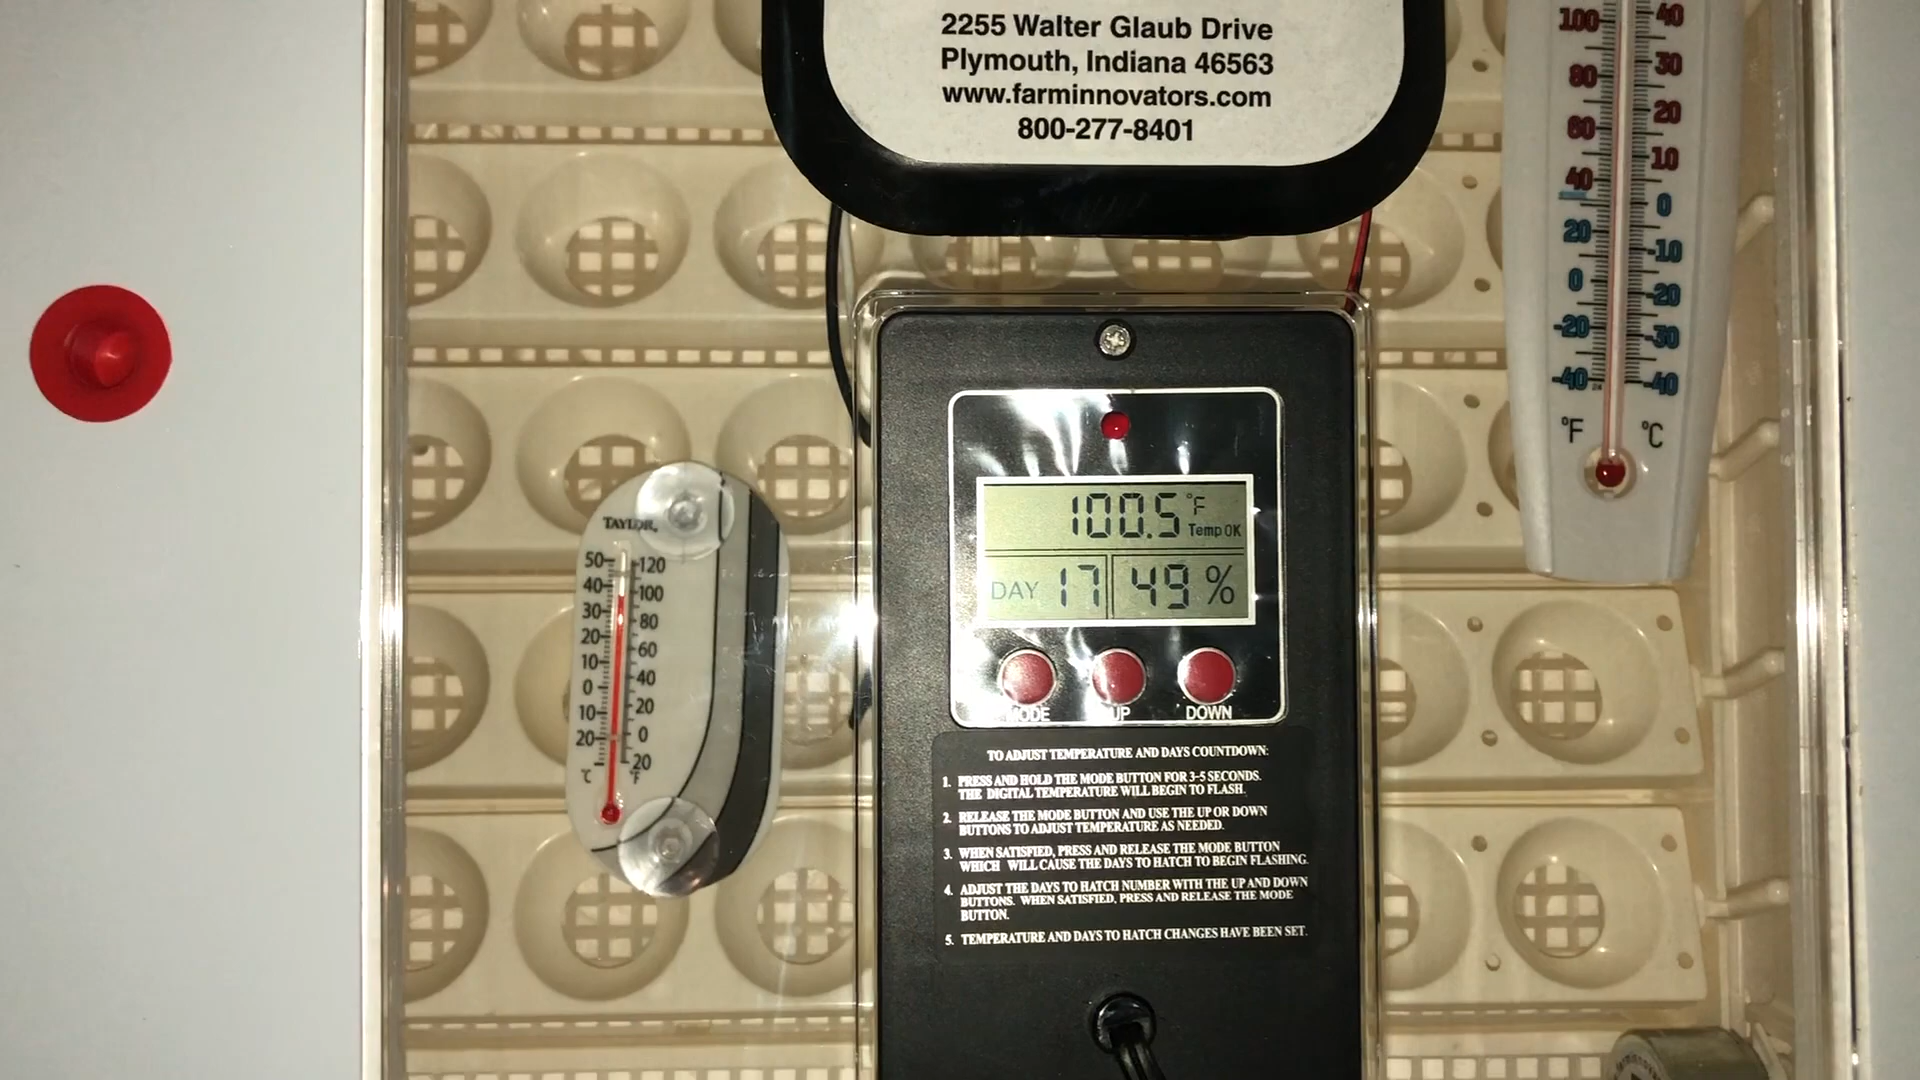 2255 Walter Glaub Drive
Plymouth, Indiana 46563
www.farminnovators.com
800-277-8401
100 40
80 30
60 20
40 10
20 0
0 -10
-20 -20
-40 -30
-40
°F °C
TAYLOR
50 120
40 100
30 80
20 60
10 40
0 20
10 0
20 20
°C °F
100.5 °F
Temp OK
DAY 17 49 %
MODE UP DOWN
TO ADJUST TEMPERATURE AND DAYS COUNTDOWN:
1. PRESS AND HOLD THE MODE BUTTON FOR 3-5 SECONDS.
THE DIGITAL TEMPERATURE WILL BEGIN TO FLASH.
2. RELEASE THE MODE BUTTON AND USE THE UP OR DOWN
BUTTONS TO ADJUST TEMPERATURE AS NEEDED.
3. WHEN SATISFIED, PRESS AND RELEASE THE MODE BUTTON
WHICH WILL CAUSE THE DAYS TO HATCH TO BEGIN FLASHING.
4. ADJUST THE DAYS TO HATCH NUMBER WITH THE UP AND DOWN
BUTTONS. WHEN SATISFIED, PRESS AND RELEASE THE MODE
BUTTON.
5. TEMPERATURE AND DAYS TO HATCH CHANGES HAVE BEEN SET.